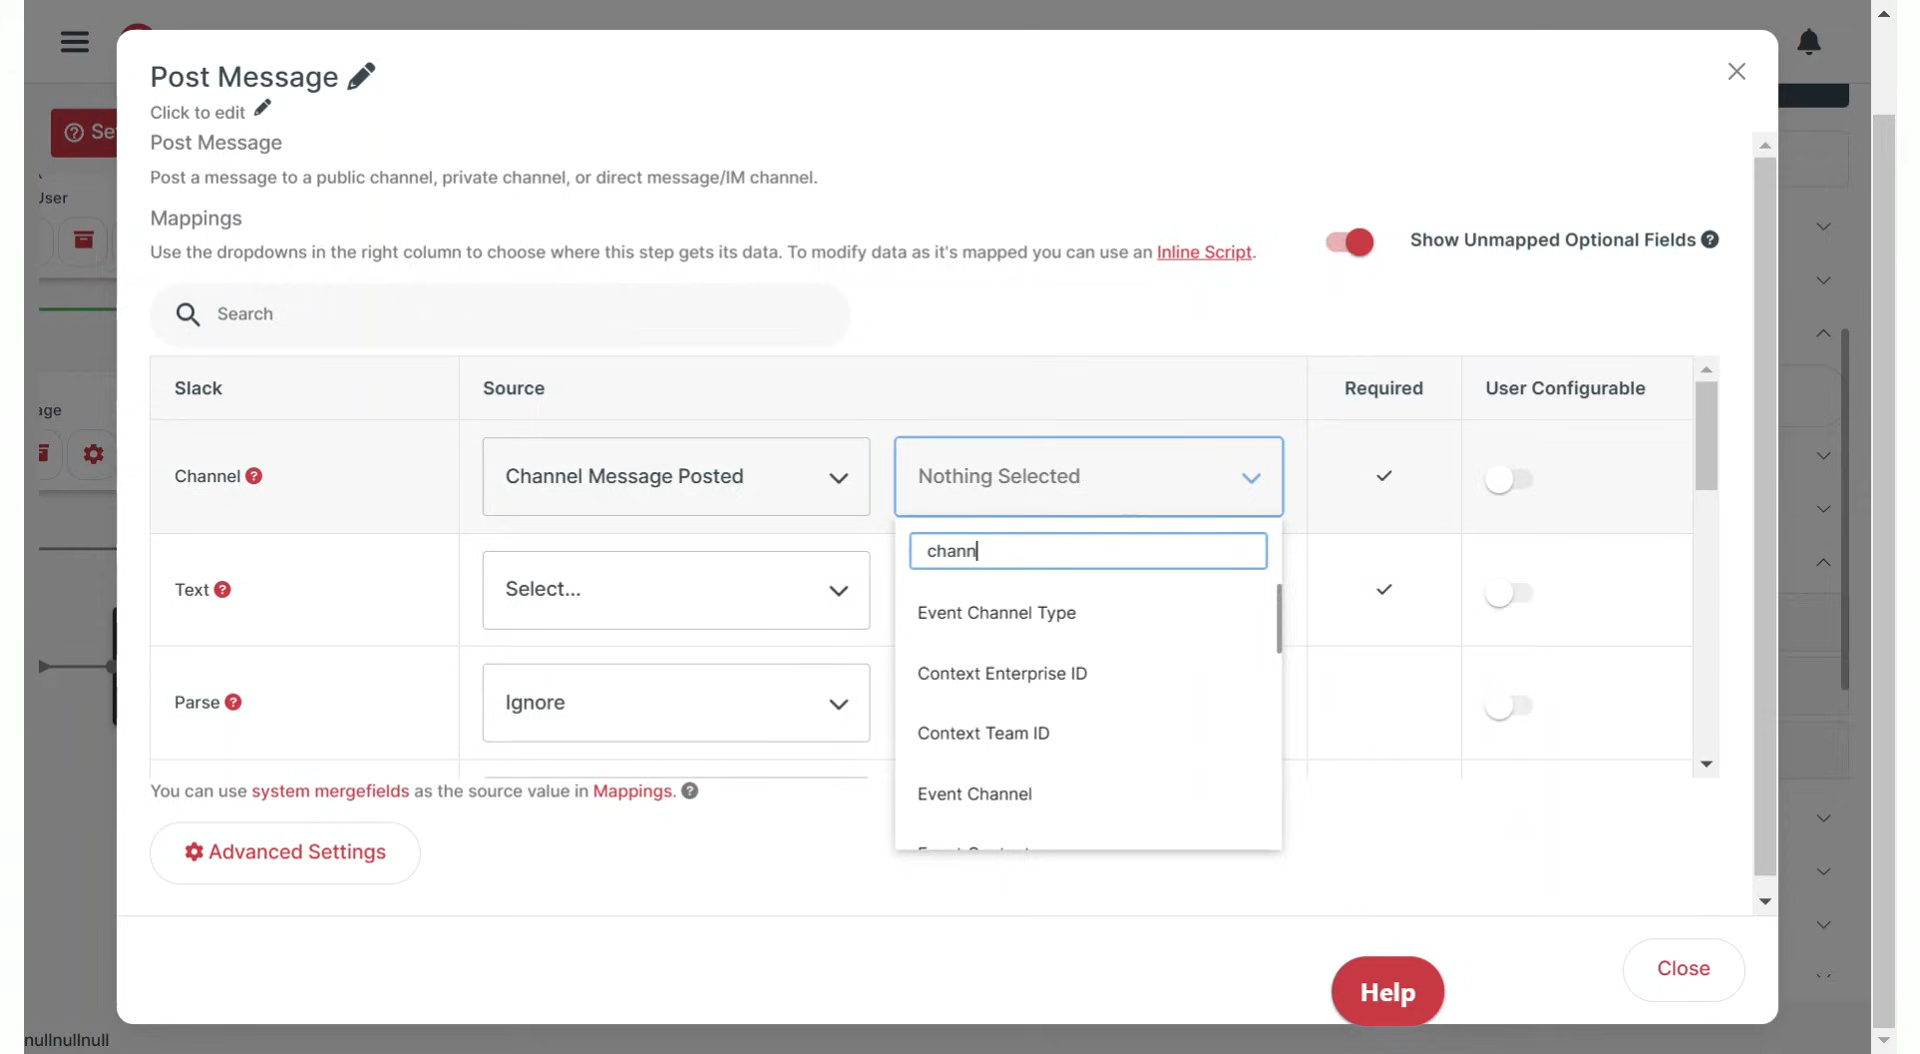 Post Message
Click to edit
Post Message
Post a message to a public channel, private channel, or direct message/IM channel.
Mappings
Use the dropdowns in the right column to choose where this step gets its data. To modify data as it's mapped you can use an Inline Script.
Show Unmapped Optional Fields
Search
Slack Source Required User Configurable
Channel Channel Message Posted Nothing Selected
chann
Text Select...
Event Channel Type
Context Enterprise ID
Parse Ignore
Context Team ID
Event Channel
You can use system mergefields as the source value in Mappings.
Advanced Settings
Close
Help
nullnullnull